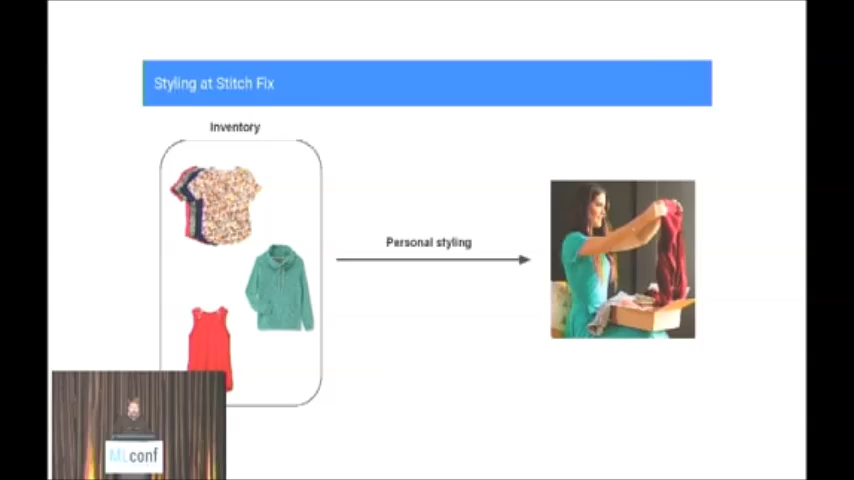 Styling at Stitch Fix
Inventory
Personal styling
MLconf